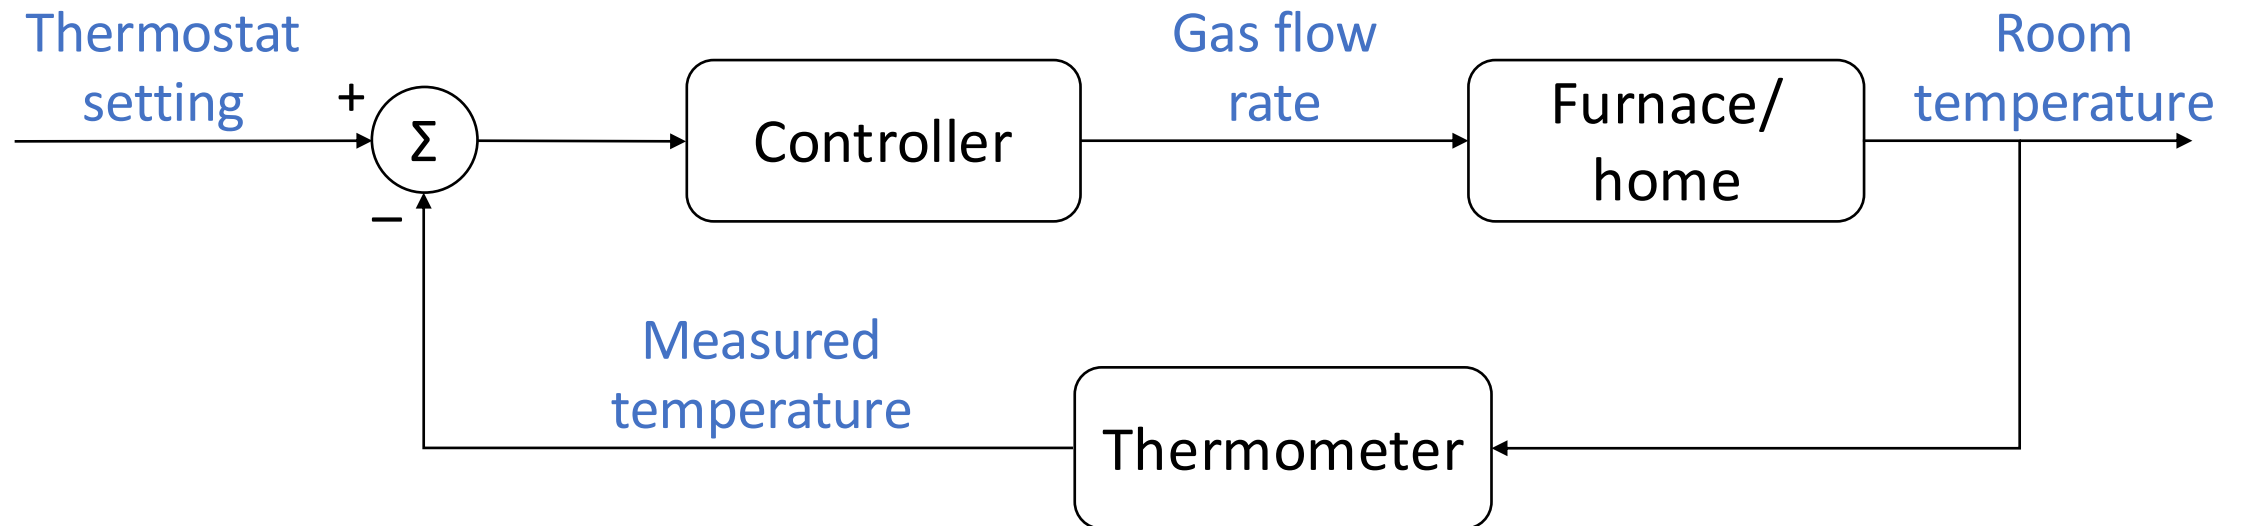 Thermostat
setting
+
Σ
–
Controller
Gas flow
rate
Furnace/
home
Room
temperature
Measured
temperature
Thermometer